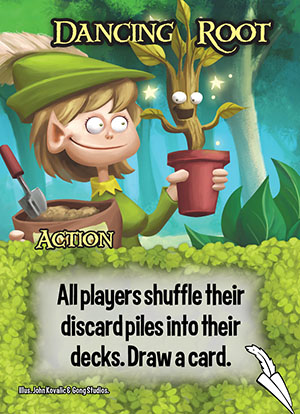 Dancing Root
Action
All players shuffle their
discard piles into their
decks. Draw a card.
Illus. John Kovalic & Gong Studios.